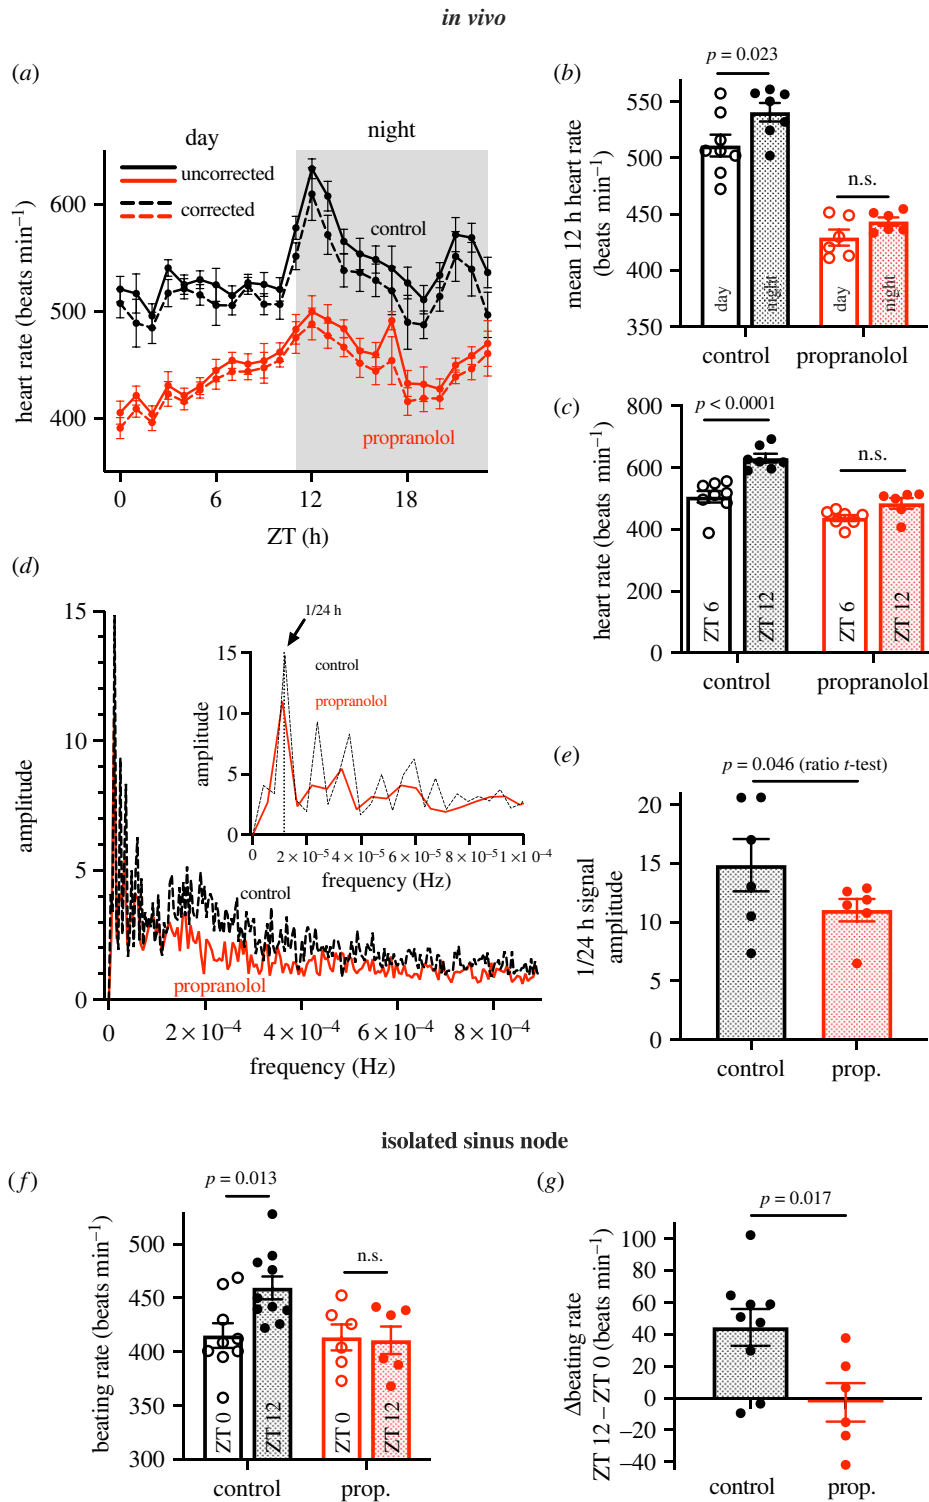 in vivo
(a)
day
night
uncorrected
corrected
control
propranolol
heart rate (beats min⁻¹)
600
500
400
0
6
12
18
ZT (h)
(b)
p = 0.023
n.s.
mean 12 h heart rate
(beats min⁻¹)
550
500
450
400
350
day
night
day
night
control
propranolol
(c)
p < 0.0001
n.s.
heart rate (beats min⁻¹)
800
600
400
200
0
ZT 6
ZT 12
ZT 6
ZT 12
control
propranolol
(d)
amplitude
15
10
5
0
control
propranolol
0
2 × 10⁻⁴
4 × 10⁻⁴
6 × 10⁻⁴
8 × 10⁻⁴
frequency (Hz)
1/24 h
control
propranolol
amplitude
15
10
5
0
0
2 × 10⁻⁵
4 × 10⁻⁵
6 × 10⁻⁵
8 × 10⁻⁵
1 × 10⁻⁴
frequency (Hz)
(e)
p = 0.046 (ratio t-test)
1/24 h signal
amplitude
20
15
10
5
0
control
prop.
isolated sinus node
(f)
p = 0.013
n.s.
beating rate (beats min⁻¹)
500
450
400
350
300
ZT 0
ZT 12
ZT 0
ZT 12
control
prop.
(g)
p = 0.017
Δbeating rate
ZT 12 – ZT 0 (beats min⁻¹)
100
80
60
40
20
0
–20
–40
control
prop.